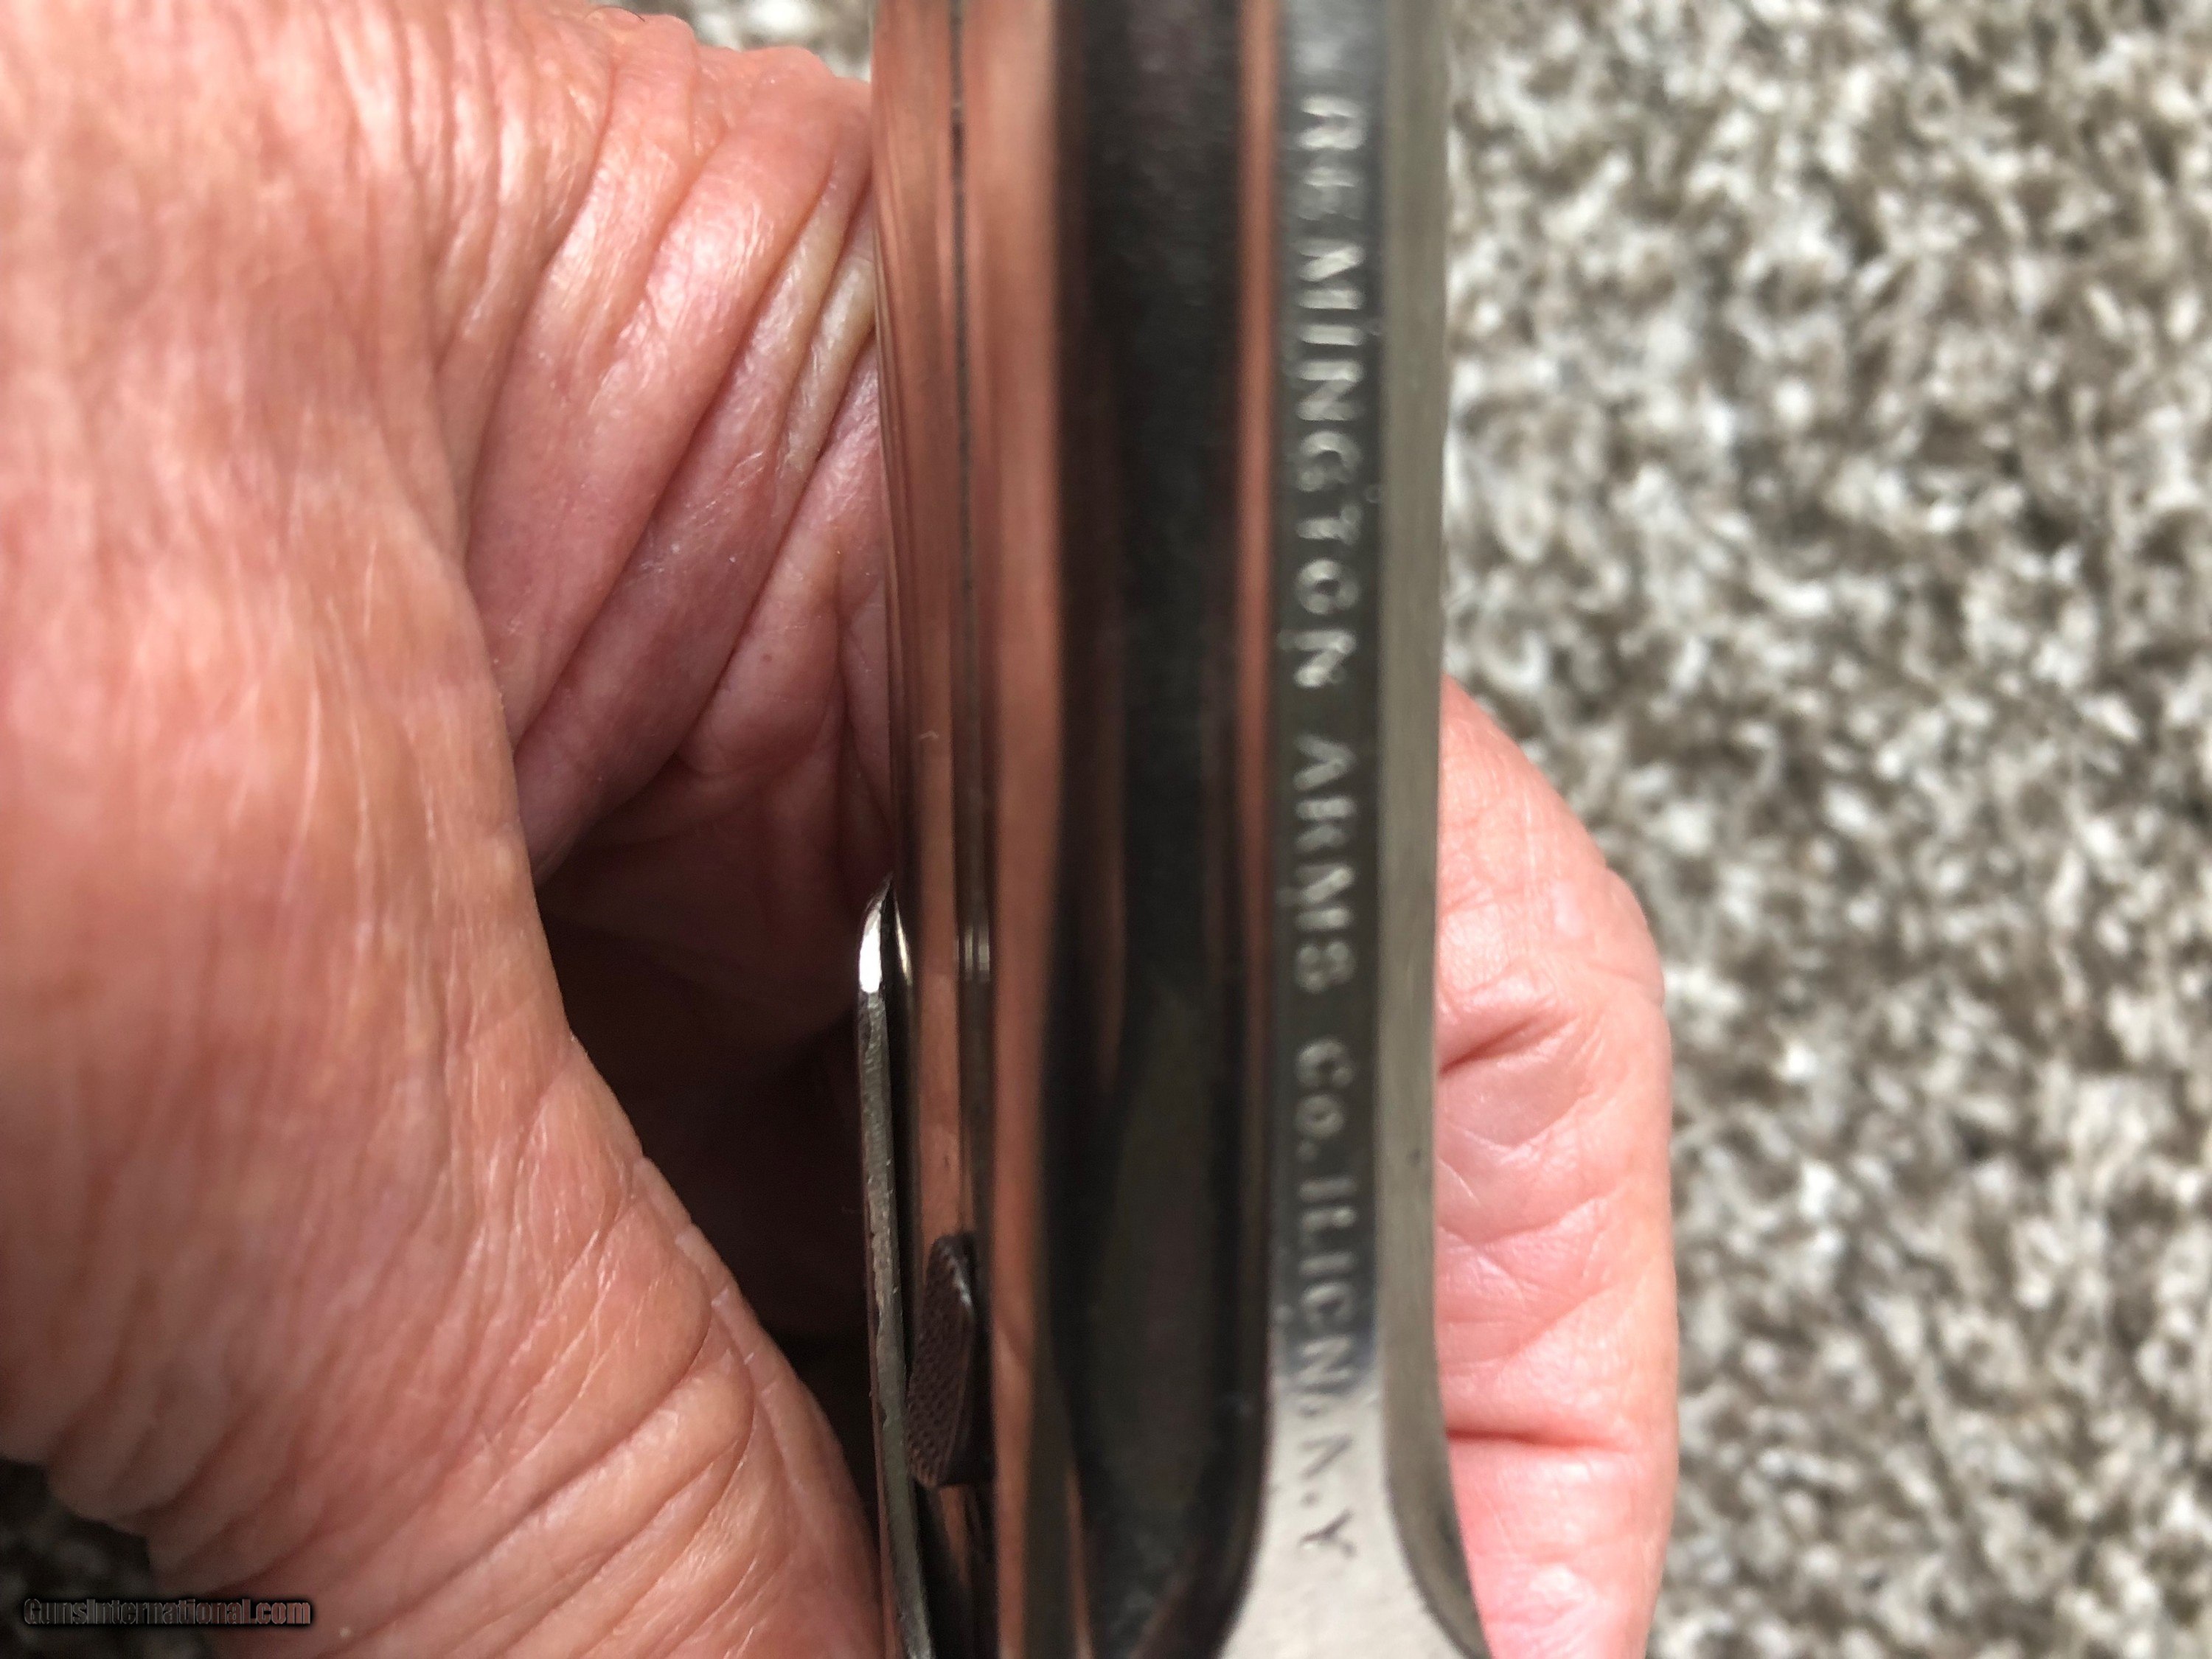 REMINGTON ARMS Co. ILION. N.Y
GunsInternational.com